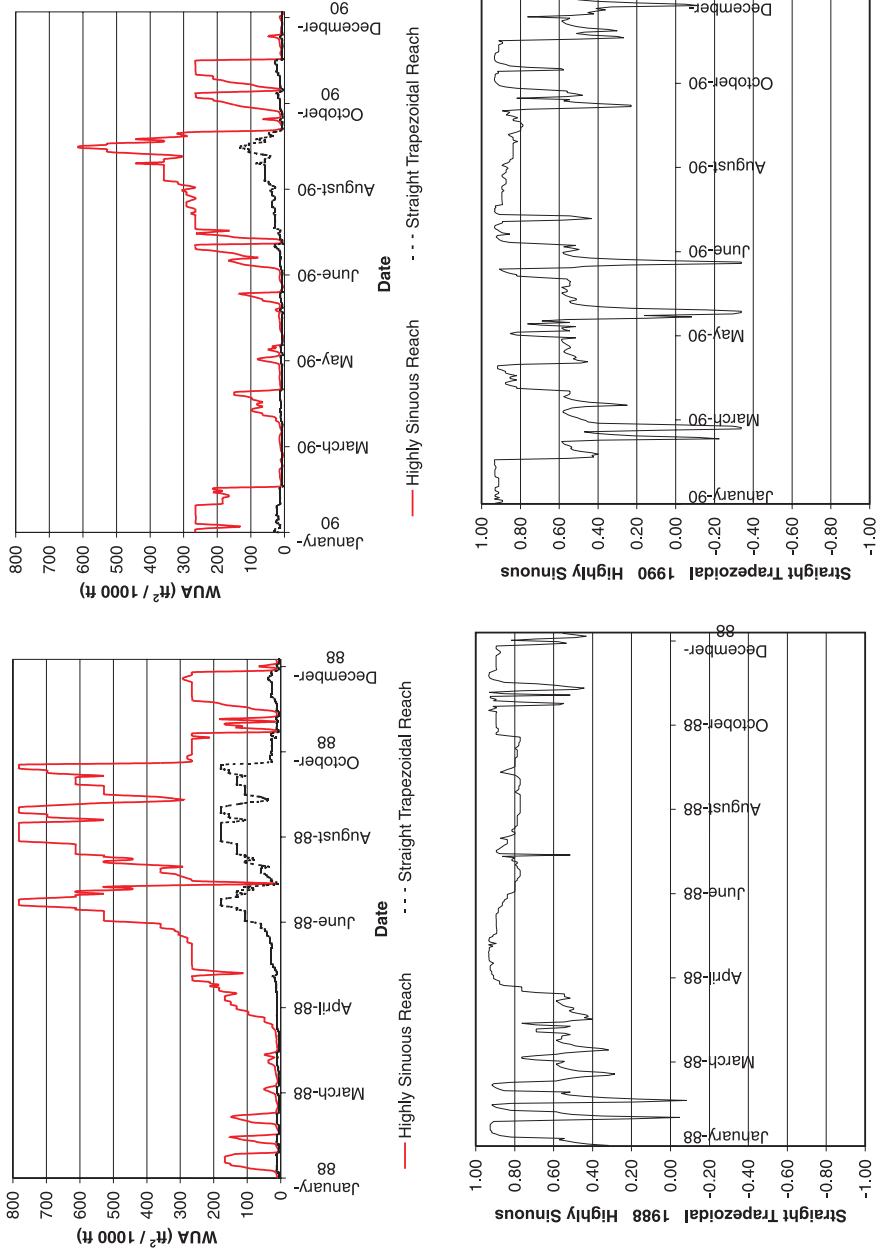 800
700
600
500
400
300
200
100
0
WUA (ft² / 1000 ft)
January-
88
March-88
April-88
June-88
August-88
October-
88
December-
88
Date
Highly Sinuous Reach
Straight Trapezoidal Reach
800
700
600
500
400
300
200
100
0
WUA (ft² / 1000 ft)
January-
90
March-90
May-90
June-90
August-90
October-
90
December-
90
Date
Highly Sinuous Reach
Straight Trapezoidal Reach
1.00
0.80
0.60
0.40
0.20
0.00
-0.20
-0.40
-0.60
-0.80
-1.00
Straight Trapezoidal 1988 Highly Sinuous
January-
88
March-88
April-88
June-88
August-88
October-88
December-
88
1.00
0.80
0.60
0.40
0.20
0.00
-0.20
-0.40
-0.60
-0.80
-1.00
Straight Trapezoidal 1990 Highly Sinuous
January-90
March-90
May-90
June-90
August-90
October-90
December-
90